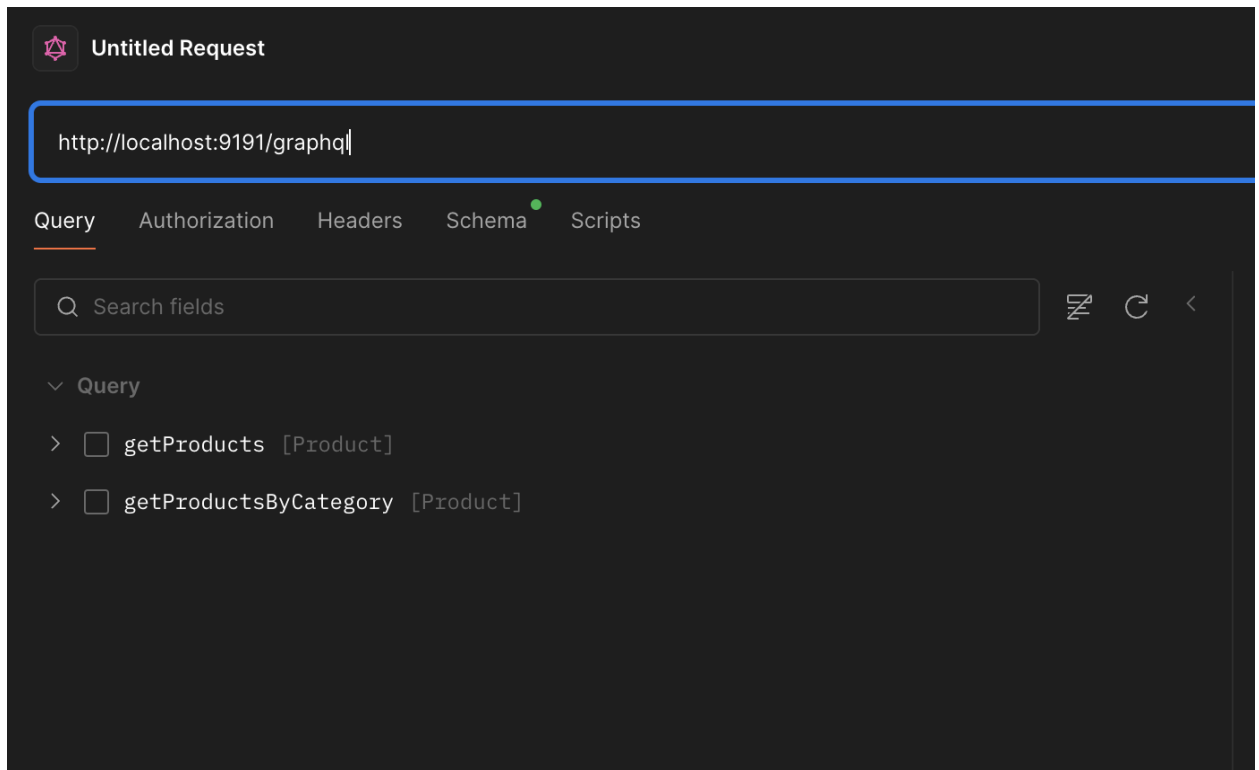 Untitled Request
http://localhost:9191/graphql
Query Authorization Headers Schema Scripts
Search fields
Query
getProducts [Product]
getProductsByCategory [Product]